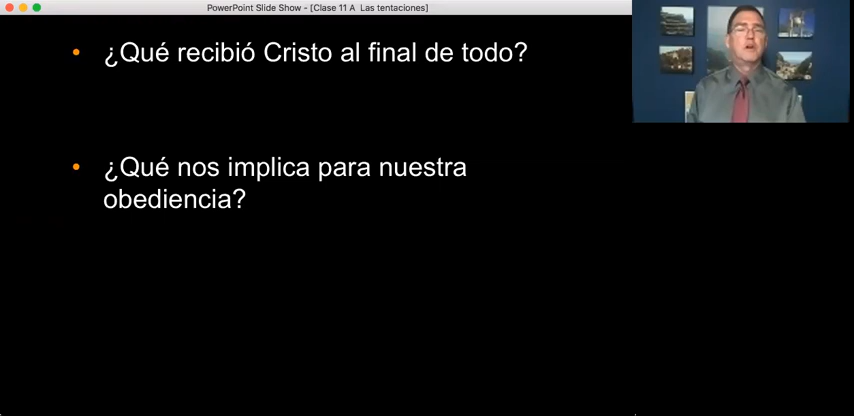 PowerPoint Slide Show - [Clase 11 A Las tentaciones]
• ¿Qué recibió Cristo al final de todo?
• ¿Qué nos implica para nuestra
obediencia?